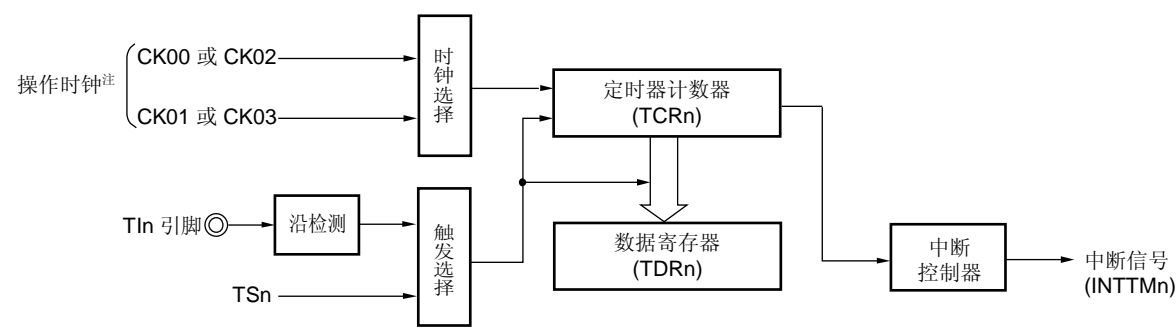 操作时钟注
CK00 或 CK02
CK01 或 CK03
时钟选择
定时器计数器
(TCRn)
TIn 引脚
沿检测
TSn
触发选择
数据寄存器
(TDRn)
中断
控制器
中断信号
(INTTMn)